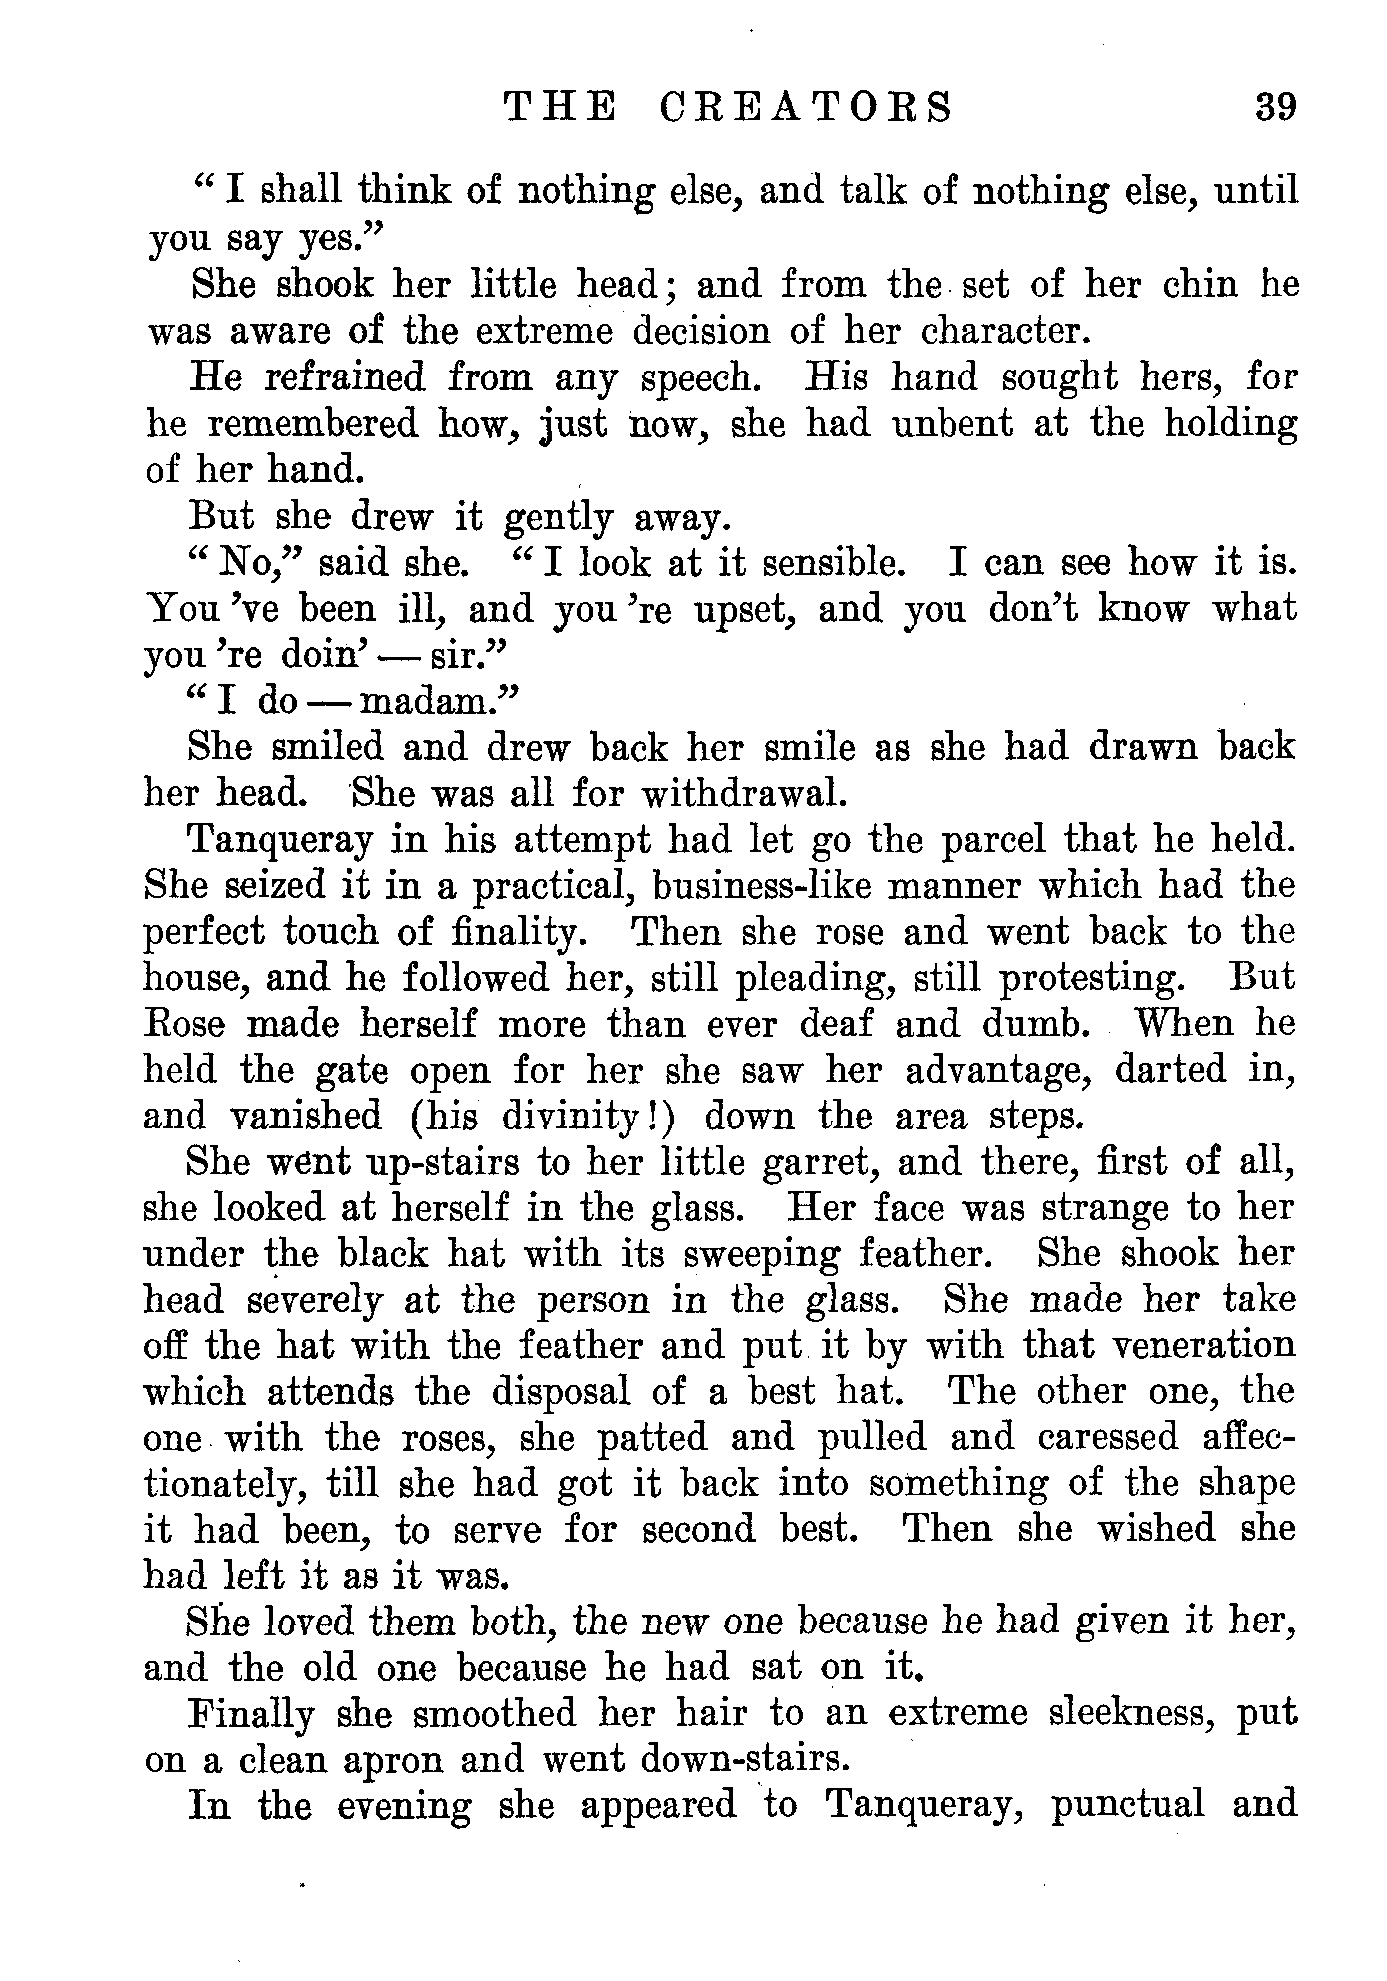 THE CREATORS 39
" I shall think of nothing else, and talk of nothing else, until
you say yes."
She shook her little head; and from the set of her chin he
was aware of the extreme decision of her character.
He refrained from any speech. His hand sought hers, for
he remembered how, just now, she had unbent at the holding
of her hand.
But she drew it gently away.
" No," said she. " I look at it sensible. I can see how it is.
You 've been ill, and you 're upset, and you don't know what
you 're doin' — sir."
" I do — madam."
She smiled and drew back her smile as she had drawn back
her head. She was all for withdrawal.
Tanqueray in his attempt had let go the parcel that he held.
She seized it in a practical, business-like manner which had the
perfect touch of finality. Then she rose and went back to the
house, and he followed her, still pleading, still protesting. But
Rose made herself more than ever deaf and dumb. When he
held the gate open for her she saw her advantage, darted in,
and vanished (his divinity!) down the area steps.
She went up-stairs to her little garret, and there, first of all,
she looked at herself in the glass. Her face was strange to her
under the black hat with its sweeping feather. She shook her
head severely at the person in the glass. She made her take
off the hat with the feather and put it by with that veneration
which attends the disposal of a best hat. The other one, the
one with the roses, she patted and pulled and caressed affec-
tionately, till she had got it back into something of the shape
it had been, to serve for second best. Then she wished she
had left it as it was.
She loved them both, the new one because he had given it her,
and the old one because he had sat on it.
Finally she smoothed her hair to an extreme sleekness, put
on a clean apron and went down-stairs.
In the evening she appeared to Tanqueray, punctual and